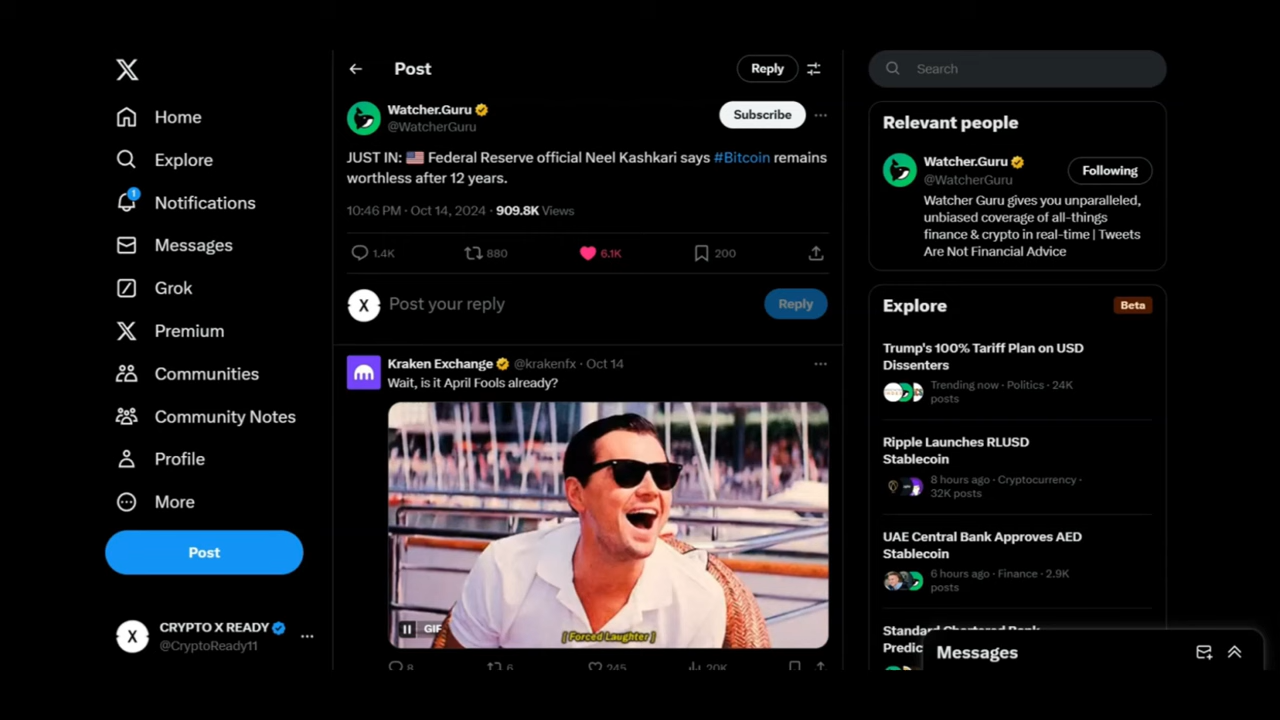 Home
Explore
1
Notifications
Messages
Grok
Premium
Communities
Community Notes
Profile
More
Post
CRYPTO X READY
@CryptoReady11
Post
Reply
Watcher.Guru
@WatcherGuru
Subscribe
JUST IN: 🇺🇸 Federal Reserve official Neel Kashkari says #Bitcoin remains
worthless after 12 years.
10:46 PM · Oct 14, 2024 · 909.8K Views
1.4K 880 6.1K 200
X
Post your reply
Reply
Kraken Exchange @krakenfx · Oct 14
Wait, is it April Fools already?
GIF
[ Forced Laughter ]
8 6 245 20K
Search
Relevant people
Watcher.Guru
@WatcherGuru
Following
Watcher Guru gives you unparalleled,
unbiased coverage of all-things
finance & crypto in real-time | Tweets
Are Not Financial Advice
Explore
Beta
Trump's 100% Tariff Plan on USD
Dissenters
Trending now · Politics · 24K
posts
Ripple Launches RLUSD
Stablecoin
8 hours ago · Cryptocurrency ·
32K posts
UAE Central Bank Approves AED
Stablecoin
6 hours ago · Finance · 2.9K
posts
Standard Chartered Bank
Predic
Messages